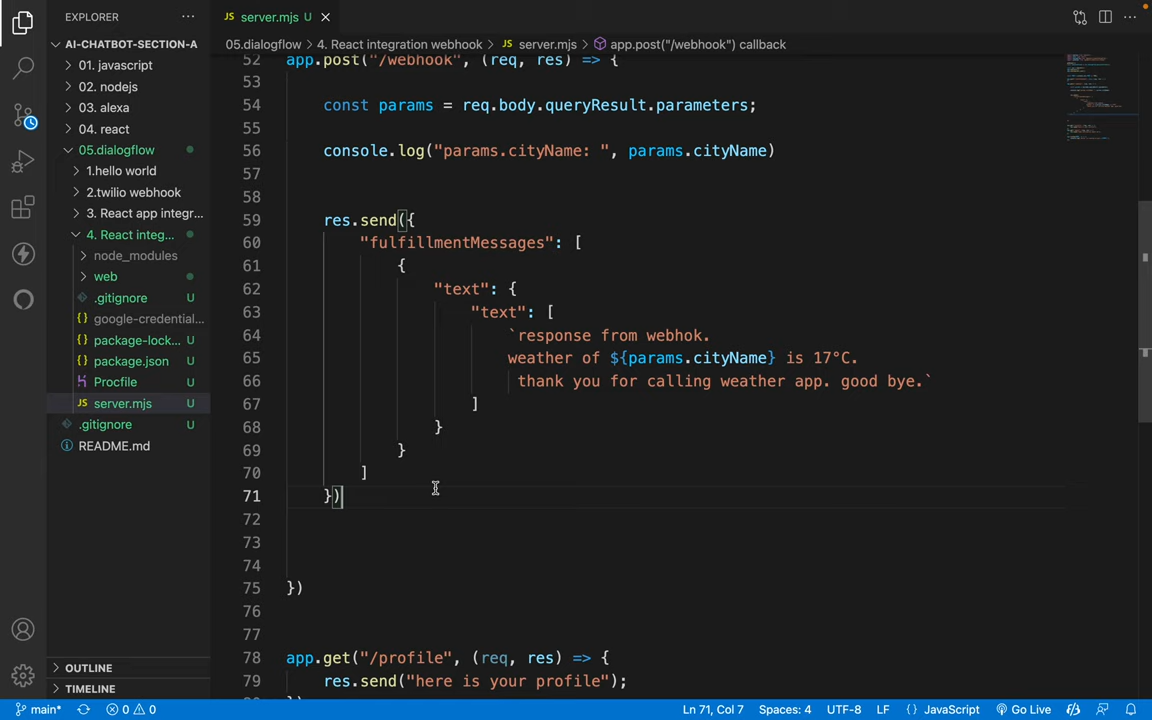 EXPLORER
AI-CHATBOT-SECTION-A
01. javascript
02. nodejs
03. alexa
04. react
05.dialogflow
1.hello world
2.twilio webhook
3. React app integr...
4. React integ...
node_modules
web
.gitignore U
google-credential...
package-lock... U
package.json U
Procfile U
JS server.mjs U
.gitignore U
README.md
OUTLINE
TIMELINE
JS server.mjs U
05.dialogflow > 4. React integration webhook > JS server.mjs > app.post("/webhook") callback
52 app.post("/webhook", (req, res) => {
53
54 const params = req.body.queryResult.parameters;
55
56 console.log("params.cityName: ", params.cityName)
57
58
59 res.send({
60 "fulfillmentMessages": [
61 {
62 "text": {
63 "text": [
64 `response from webhok.
65 weather of ${params.cityName} is 17°C.
66 thank you for calling weather app. good bye.`
67 ]
68 }
69 }
70 ]
71 })
72
73
74
75 })
76
77
78 app.get("/profile", (req, res) => {
79 res.send("here is your profile");
main* 0 0 Ln 71, Col 7 Spaces: 4 UTF-8 LF {} JavaScript Go Live